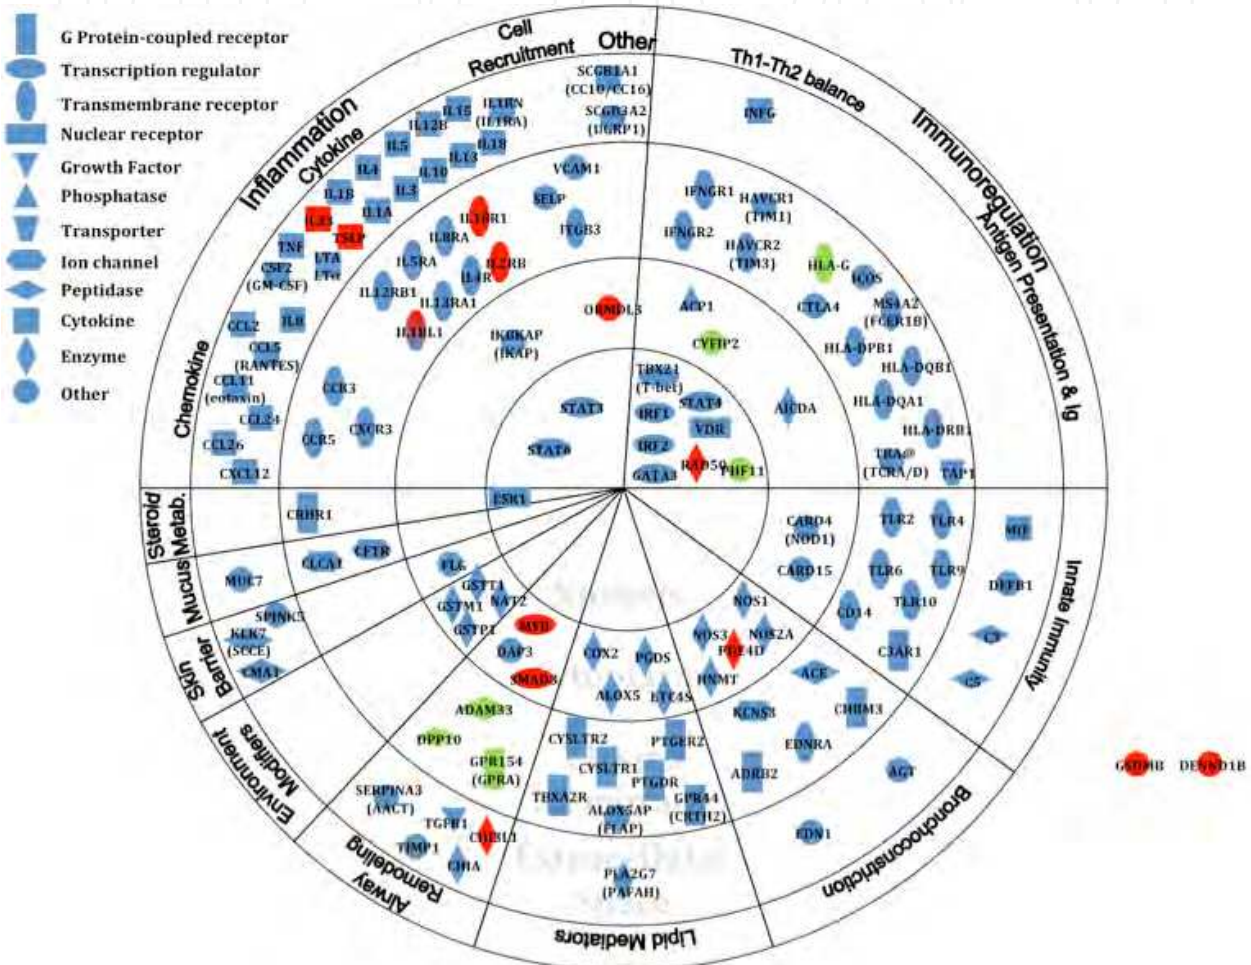 G Protein-coupled receptor
Transcription regulator
Transmembrane receptor
Nuclear receptor
Growth Factor
Phosphatase
Transporter
Ion channel
Peptidase
Cytokine
Enzyme
Other
Inflammation
Cytokine
Cell
Recruitment
Other
Chemokine
Th1-Th2 balance
Immunoregulation
Antigen Presentation & Ig
Innate Immunity
Bronchoconstriction
Lipid Mediators
Airway
Remodeling
Environment
Modifiers
Skin
Barrier
Mucus
Steroid
Metab.
SCGB1A1
(CC10/CC16)
SCGB3A2
(UGRP1)
IL15
IL1RN
(IL1RA)
IL12B
IL5
IL18
IL13
IL4
IL10
IL1B
IL3
IL33
IL1A
TSLP
TNF
LTA
LTα
CSF2
(GM-CSF)
CCL2
IL8
CCL5
(RANTES)
CCL11
(eotaxin)
CCL24
CCL26
CXCL12
VCAM1
SELP
ITGB3
IL18R1
IL8RA
IL2RB
IL5RA
IL4R
IL12RB1
IL13RA1
IL1RL1
CCR3
CXCR3
CCR5
ORMDL3
IKBKAP
(IKAP)
STAT3
STAT6
INFG
IFNGR1
HAVCR1
(TIM1)
IFNGR2
HAVCR2
(TIM3)
HLA-G
ICOS
CTLA4
MS4A2
(FCER1B)
HLA-DPB1
HLA-DQB1
HLA-DQA1
HLA-DRB1
TRA@
(TCRA/D)
TAP1
ACP1
CYFIP2
AICDA
TBX21
(T-bet)
STAT4
IRF1
VDR
IRF2
RAD50
PHF11
GATA3
ESR1
CRHR1
CLCA1
CFTR
MUC7
SPINK5
KLK7
(SCCE)
CMA1
FLG
GSTT1
GSTM1
NAT2
GSTP1
MYB
DAP3
SMAD3
ADAM33
DPP10
GPR154
(GPRA)
SERPINA3
(AACT)
TGFB1
CHI3L1
TIMP1
CHIA
COX2
PGDS
ALOX5
LTC4S
CYSLTR2
PTGER2
CYSLTR1
PTGDR
TBXA2R
ALOX5AP
(FLAP)
GPR44
(CRTH2)
PLA2G7
(PAFAH)
NOS1
NOS3
NOS2A
PDE4D
HNMT
ACE
KCNS3
CHRM3
EDNRA
ADRB2
AGT
EDN1
CARD4
(NOD1)
CARD15
TLR2
TLR4
TLR6
TLR9
TLR10
CD14
C3AR1
MIF
DFFB1
C3
C5
GSDMB
DENND1B